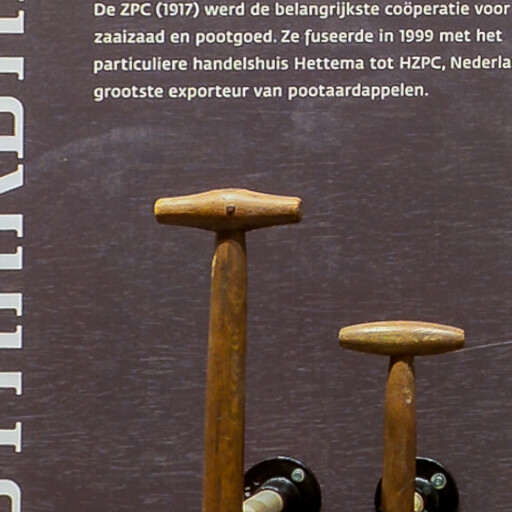 De ZPC (1917) werd de belangrijkste coöperatie voor
zaaizaad en pootgoed. Ze fuseerde in 1999 met het
particuliere handelshuis Hettema tot HZPC,
grootste exporteur van pootaardappelen.